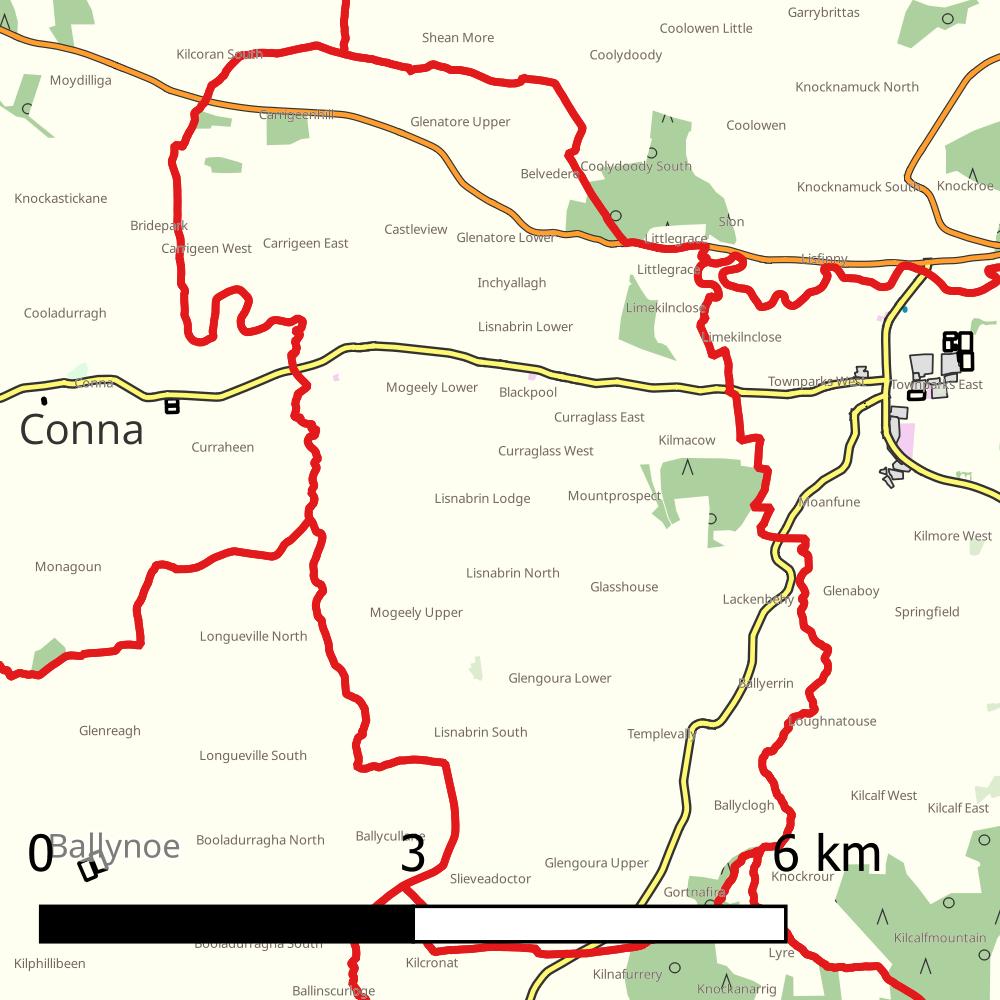 Garrybrittas
Coolowen Little
Shean More
Kilcoran South
Coolydoody
Moydilliga
Knocknamuck North
Carrigeenhill
Glenatore Upper
Coolowen
Coolydoody South
Belvedere
Knocknamuck South
Knockroe
Knockastickane
Sion
Bridepark
Castleview
Glenatore Lower
Littlegrace
Carrigeen West
Carrigeen East
Lisfinny
Littlegrace
Inchyallagh
Limekilnclose
Cooladurragh
Lisnabrin Lower
Limekilnclose
Conna
Mogeely Lower
Blackpool
Townparks West
Townparks East
Curraglass East
Conna
Kilmacow
Curraheen
Curraglass West
Lisnabrin Lodge
Mountprospect
Moanfune
Kilmore West
Monagoun
Lisnabrin North
Glasshouse
Glenaboy
Lackenbehy
Mogeely Upper
Springfield
Longueville North
Glengoura Lower
Ballyerrin
Glenreagh
Lisnabrin South
Templevally
Loughnatouse
Longueville South
Kilcalf West
Ballyclogh
Kilcalf East
Booladurragha North
Ballynoe
0
3
6 km
Glengoura Upper
Slieveadoctor
Knockrour
Gortnafira
Kilcalfmountain
Booladurragha South
Lyre
Kilphillibeen
Kilcronat
Kilnafurrery
Knockanarrig